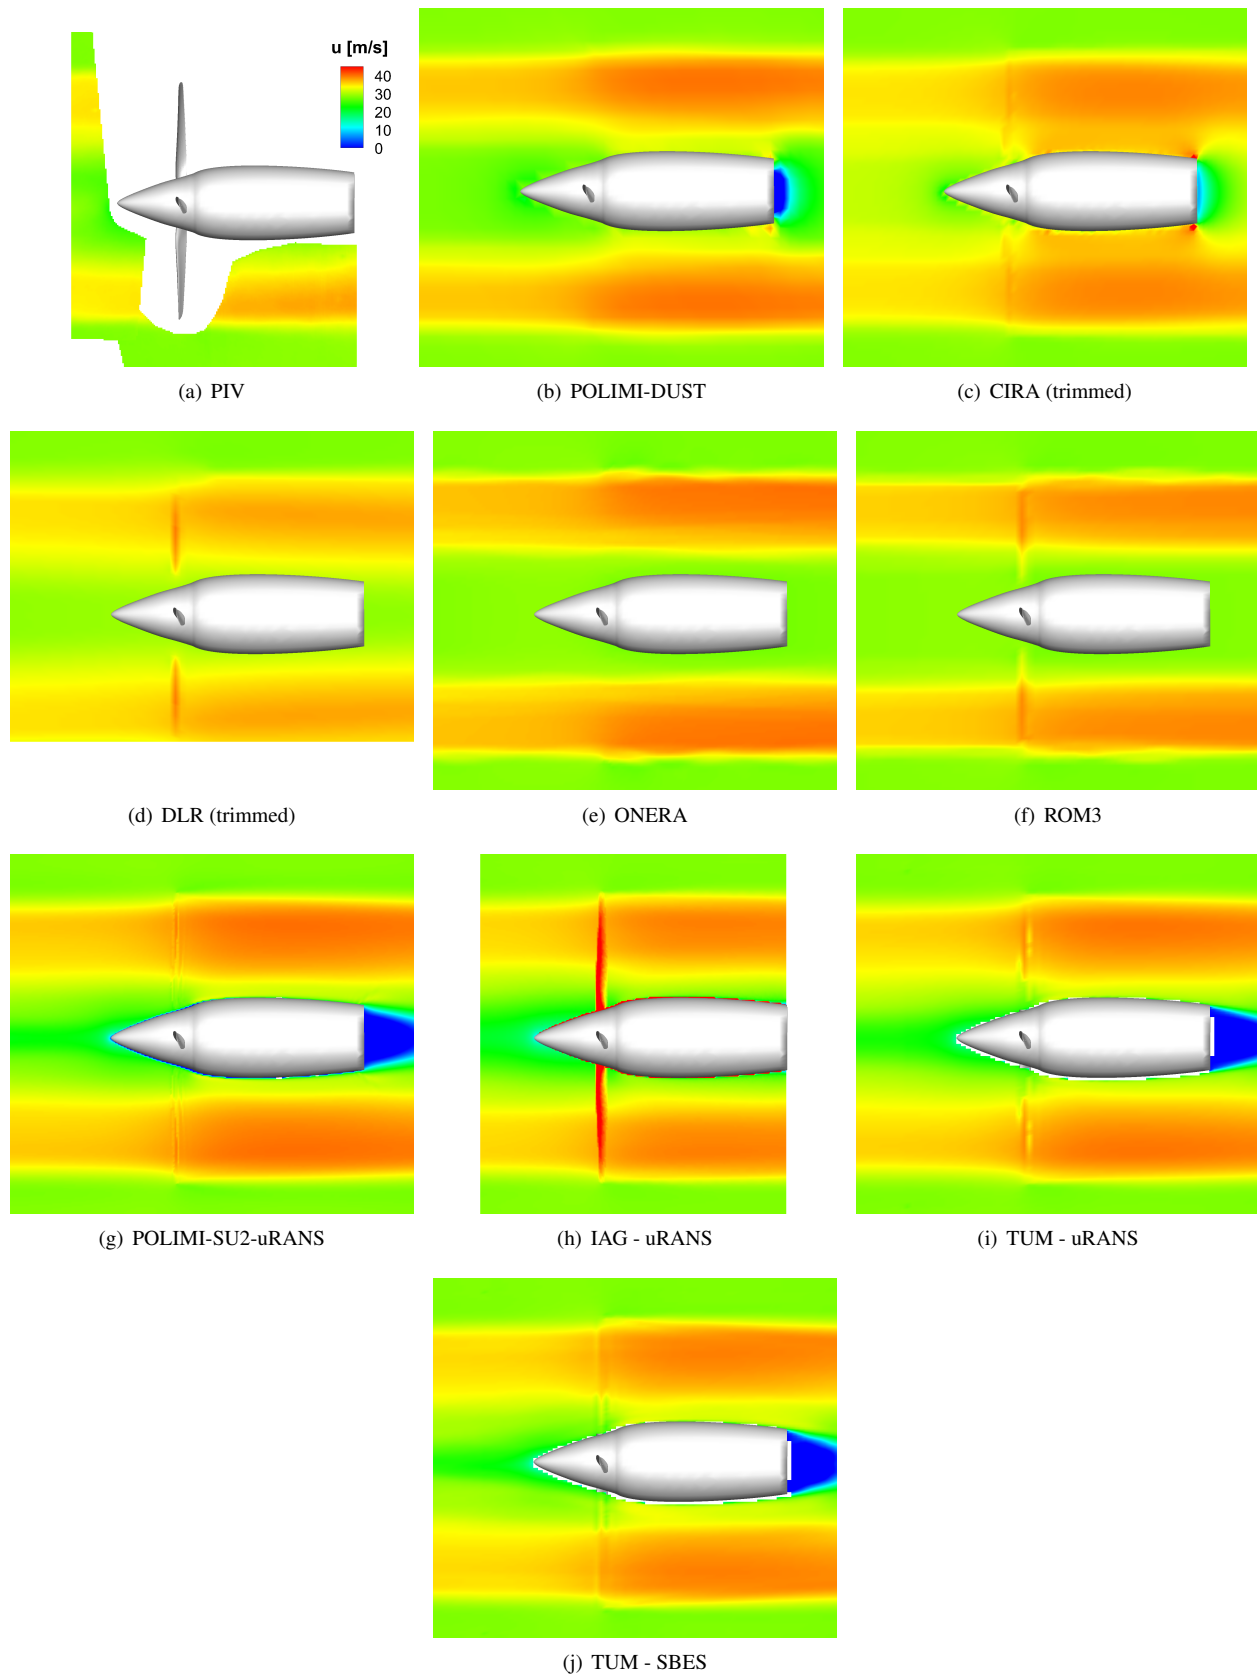 u [m/s]
40
30
20
10
0
(a) PIV
(b) POLIMI-DUST
(c) CIRA (trimmed)
(d) DLR (trimmed)
(e) ONERA
(f) ROM3
(g) POLIMI-SU2-uRANS
(h) IAG - uRANS
(i) TUM - uRANS
(j) TUM - SBES